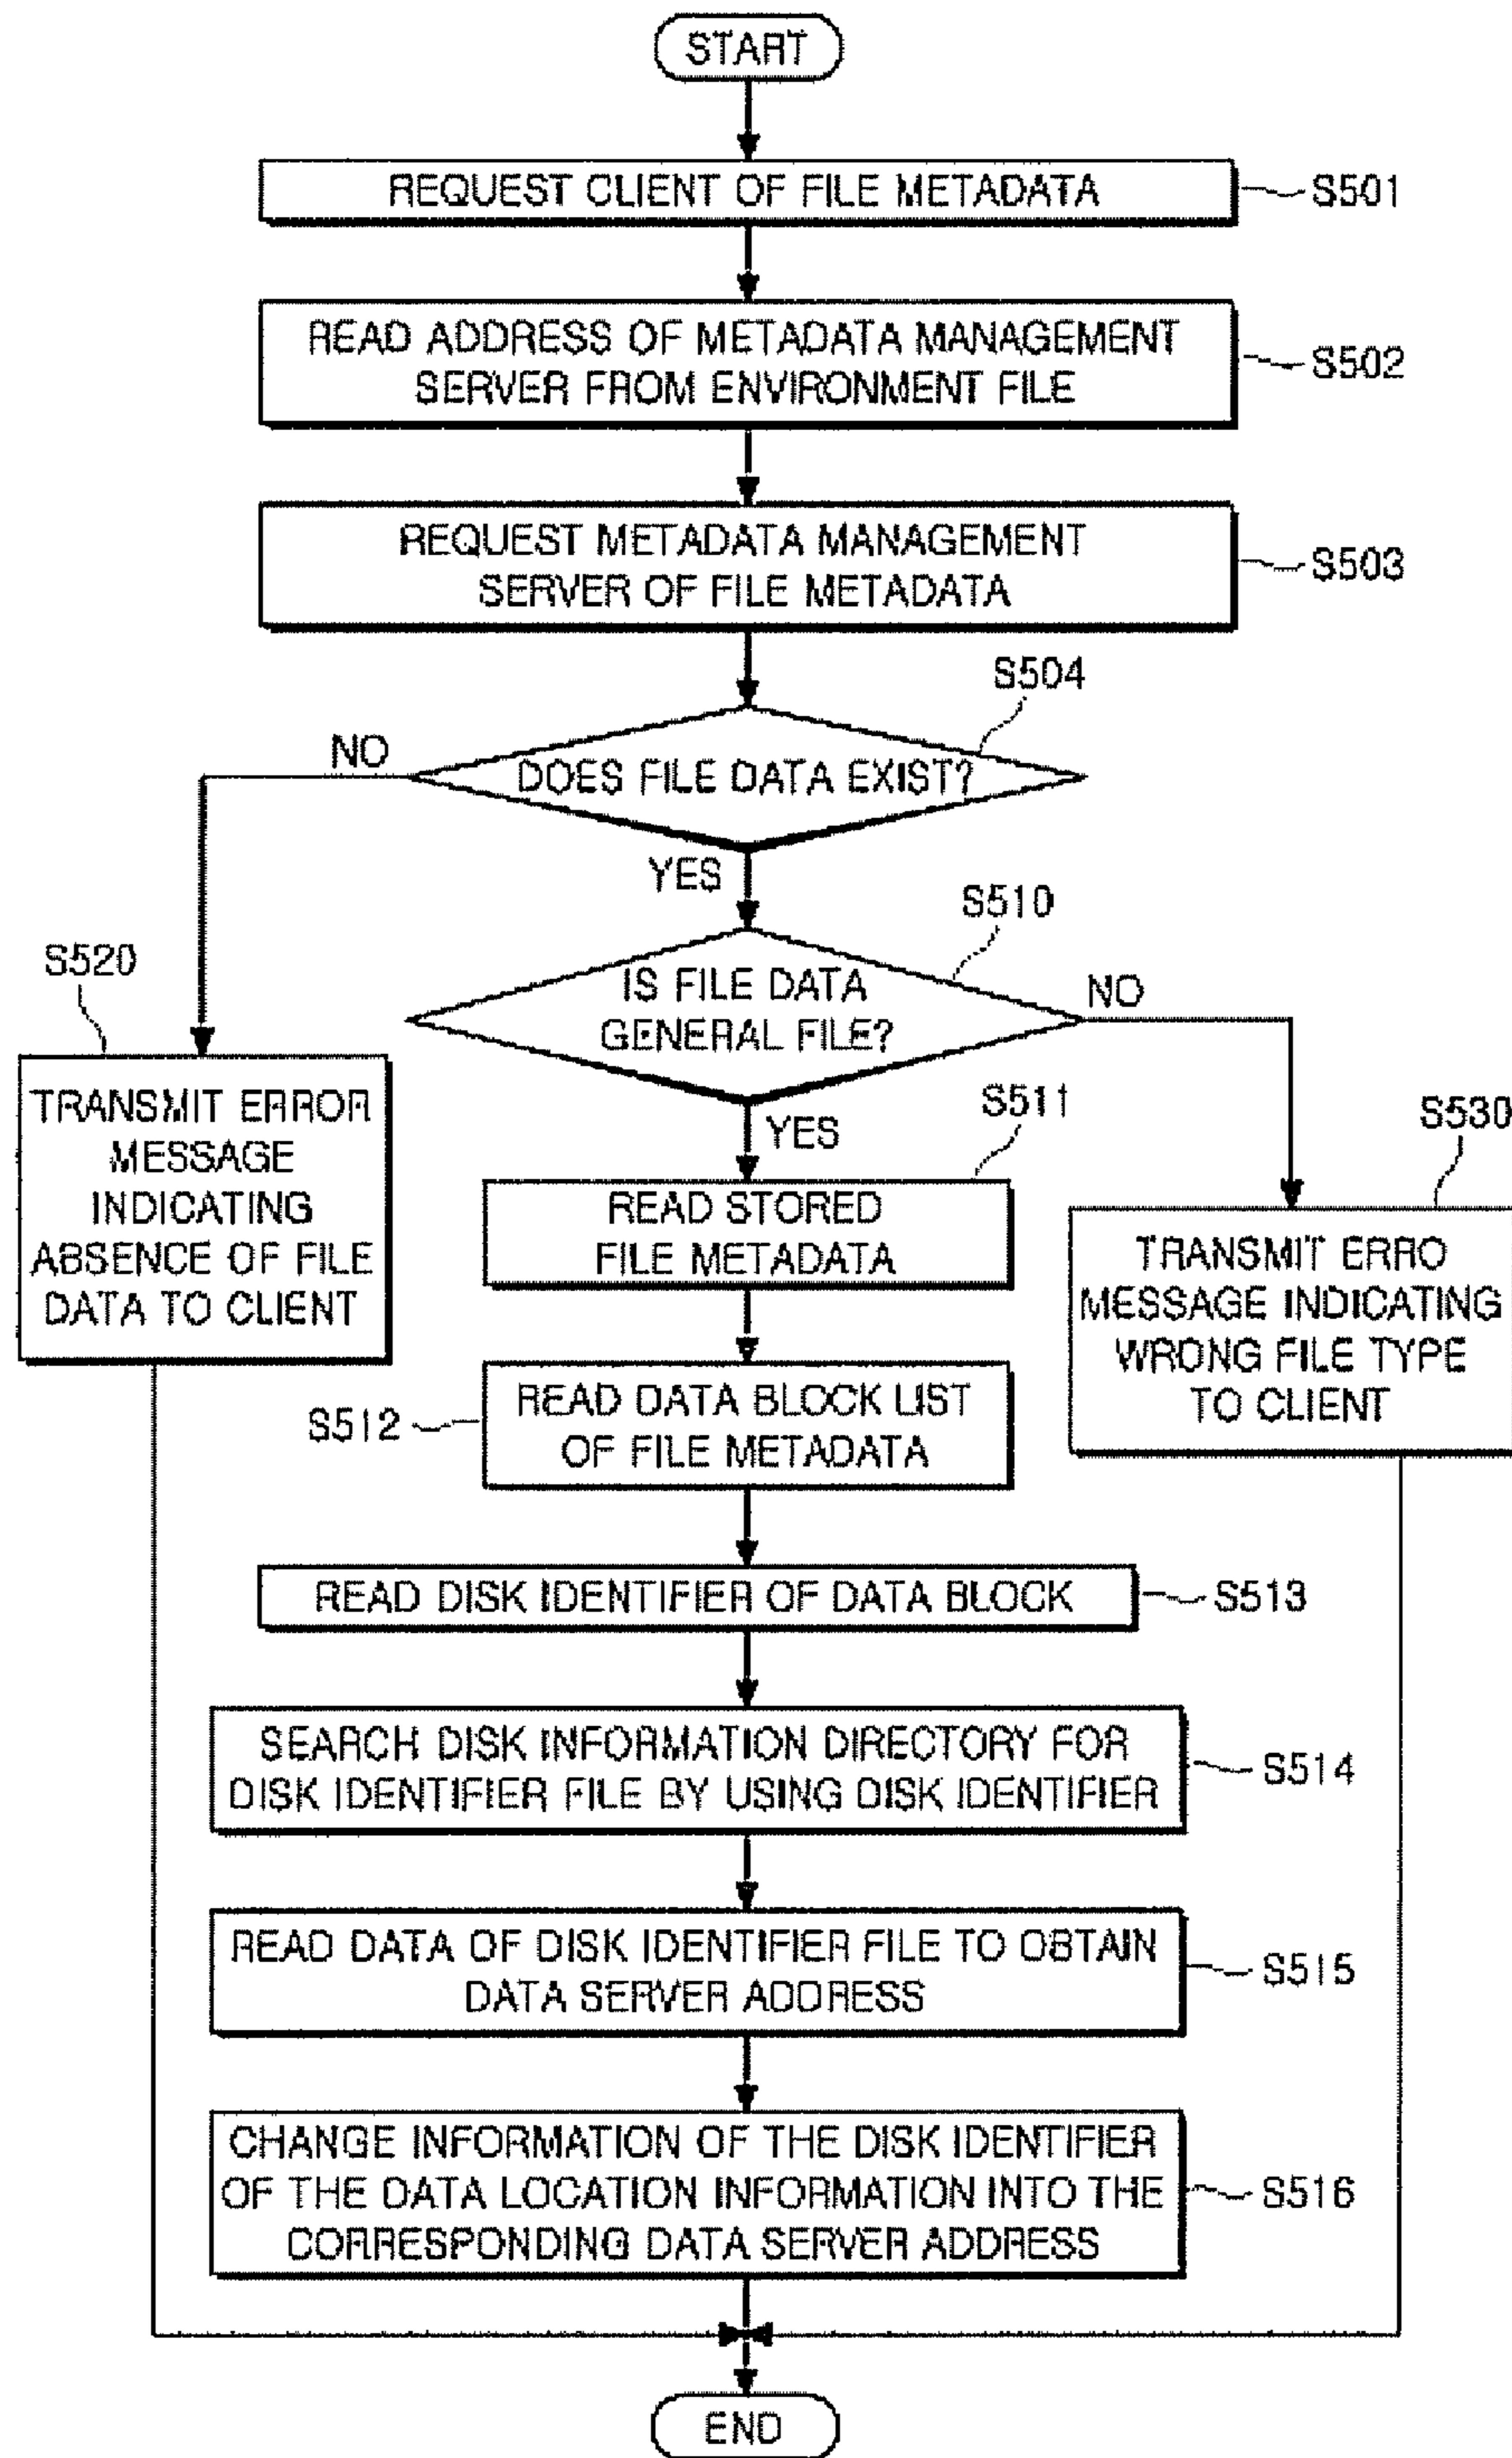 START
REQUEST CLIENT OF FILE METADATA
S501
READ ADDRESS OF METADATA MANAGEMENT
SERVER FROM ENVIRONMENT FILE
S502
REQUEST METADATA MANAGEMENT
SERVER OF FILE METADATA
S503
S504
NO
DOES FILE DATA EXIST?
YES
S510
S520
IS FILE DATA
GENERAL FILE?
NO
TRANSMIT ERROR
MESSAGE
INDICATING
ABSENCE OF FILE
DATA TO CLIENT
YES
S511
S530
READ STORED
FILE METADATA
TRANSMIT ERRO
MESSAGE INDICATING
WRONG FILE TYPE
TO CLIENT
S512
READ DATA BLOCK LIST
OF FILE METADATA
READ DISK IDENTIFIER OF DATA BLOCK
S513
SEARCH DISK INFORMATION DIRECTORY FOR
DISK IDENTIFIER FILE BY USING DISK IDENTIFIER
S514
READ DATA OF DISK IDENTIFIER FILE TO OBTAIN
DATA SERVER ADDRESS
S515
CHANGE INFORMATION OF THE DISK IDENTIFIER
OF THE DATA LOCATION INFORMATION INTO THE
CORRESPONDING DATA SERVER ADDRESS
S516
END